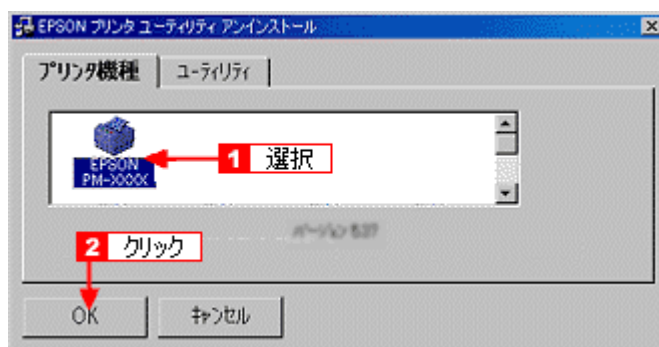 EPSON プリンタ ユーティリティ アンインストール
プリンタ機種 ユーティリティ
EPSON
PM-XXXX
1 選択
2 クリック
OK キャンセル